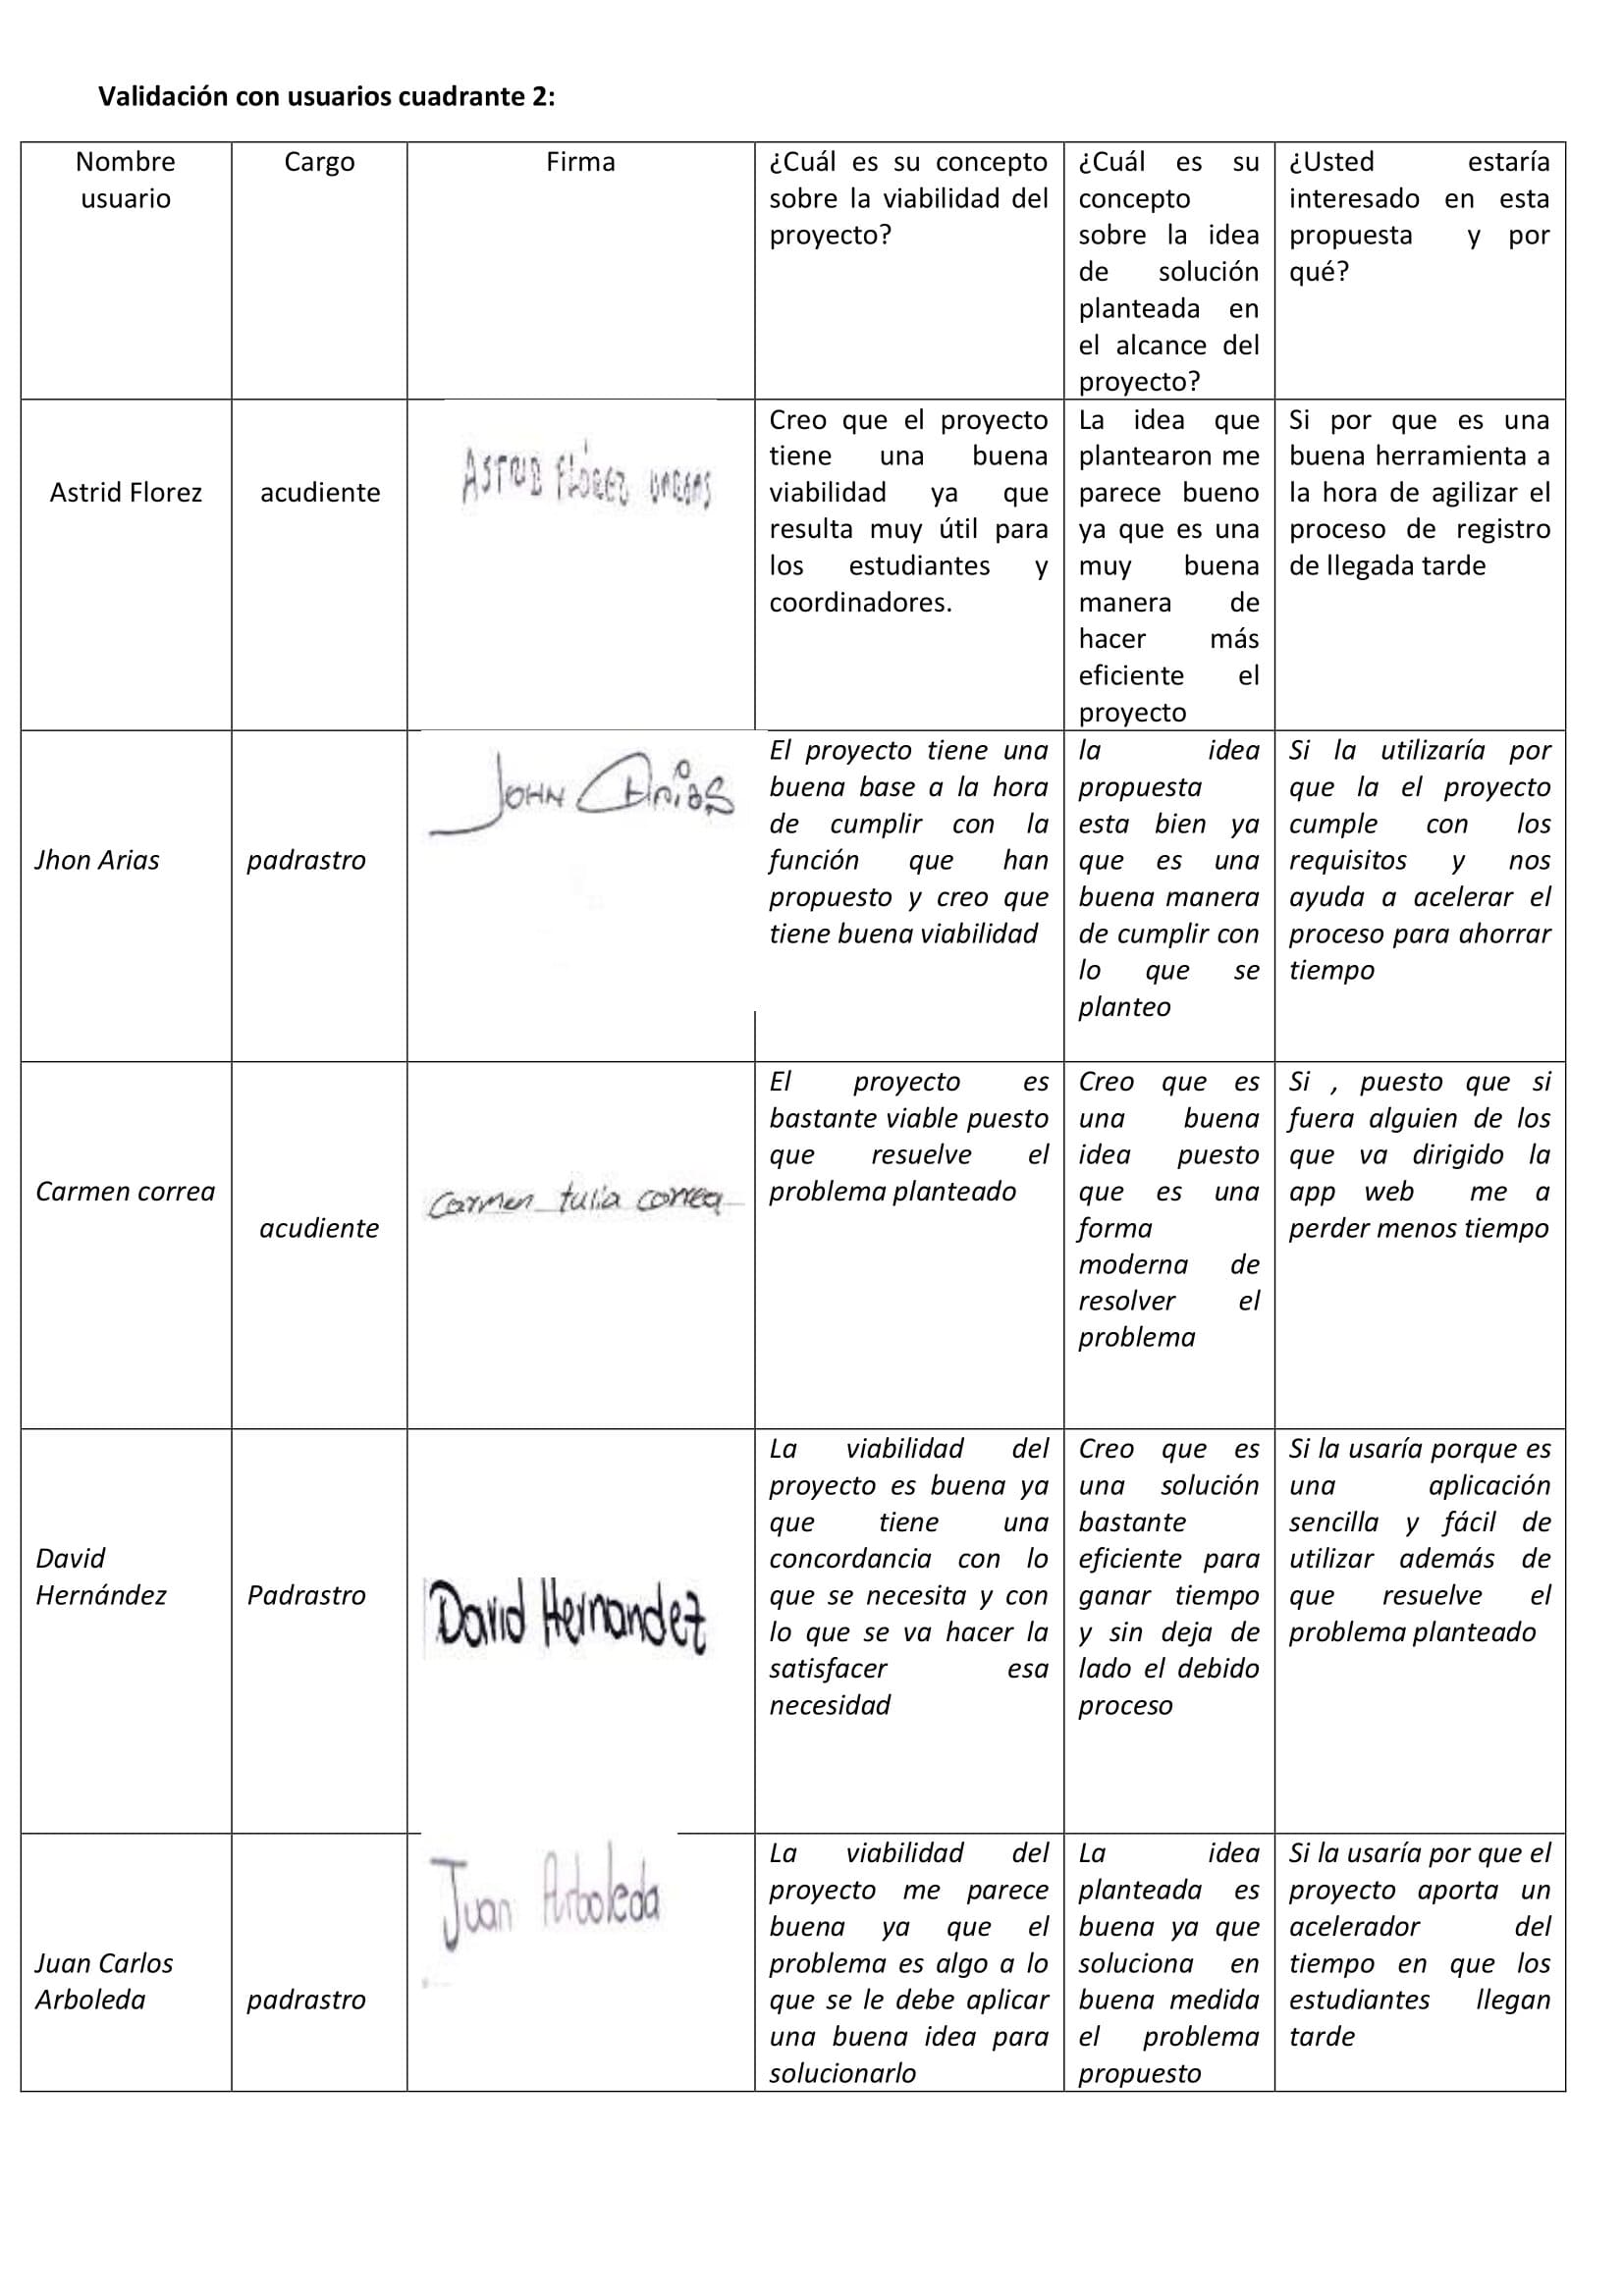 Validación con usuarios cuadrante 2:
Nombre
usuario
Cargo
Firma
¿Cuál es su concepto
sobre la viabilidad del
proyecto?
¿Cuál es su
concepto
sobre la idea
de solución
planteada en
el alcance del
proyecto?
¿Usted estaría
interesado en esta
propuesta y por
qué?
Astrid Florez
acudiente
ASTRID FLÓREZ VARGAS
Creo que el proyecto
tiene una buena
viabilidad ya que
resulta muy útil para
los estudiantes y
coordinadores.
La idea que
plantearon me
parece bueno
ya que es una
muy buena
manera de
hacer más
eficiente el
proyecto
Si por que es una
buena herramienta a
la hora de agilizar el
proceso de registro
de llegada tarde
Jhon Arias
padrastro
JOHN Arias
El proyecto tiene una
buena base a la hora
de cumplir con la
función que han
propuesto y creo que
tiene buena viabilidad
la idea
propuesta
esta bien ya
que es una
buena manera
de cumplir con
lo que se
planteo
Si la utilizaría por
que la el proyecto
cumple con los
requisitos y nos
ayuda a acelerar el
proceso para ahorrar
tiempo
Carmen correa
acudiente
Carmen tulia correa
El proyecto es
bastante viable puesto
que resuelve el
problema planteado
Creo que es
una buena
idea puesto
que es una
forma
moderna de
resolver el
problema
Si , puesto que si
fuera alguien de los
que va dirigido la
app web me a
perder menos tiempo
David
Hernández
Padrastro
David Hernandez
La viabilidad del
proyecto es buena ya
que tiene una
concordancia con lo
que se necesita y con
lo que se va hacer la
satisfacer esa
necesidad
Creo que es
una solución
bastante
eficiente para
ganar tiempo
y sin deja de
lado el debido
proceso
Si la usaría porque es
una aplicación
sencilla y fácil de
utilizar además de
que resuelve el
problema planteado
Juan Carlos
Arboleda
padrastro
Juan Arboleda
La viabilidad del
proyecto me parece
buena ya que el
problema es algo a lo
que se le debe aplicar
una buena idea para
solucionarlo
La idea
planteada es
buena ya que
soluciona en
buena medida
el problema
propuesto
Si la usaría por que el
proyecto aporta un
acelerador del
tiempo en que los
estudiantes llegan
tarde